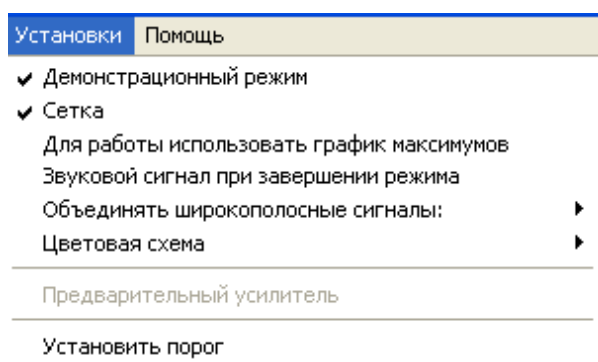 Установки Помощь
Демонстрационный режим
Сетка
Для работы использовать график максимумов
Звуковой сигнал при завершении режима
Объединять широкополосные сигналы:
Цветовая схема
Предварительный усилитель
Установить порог